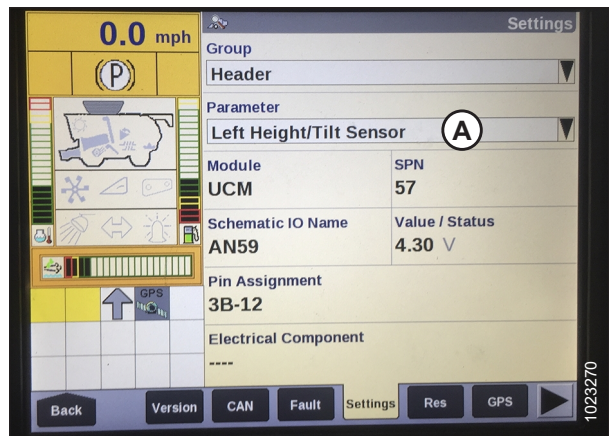 0.0 mph
(P)
GPS
Settings
Group
Header
Parameter
Left Height/Tilt Sensor
A
Module
UCM
SPN
57
Schematic IO Name
AN59
Value / Status
4.30 V
Pin Assignment
3B-12
Electrical Component
----
Back
Version
CAN
Fault
Settings
Res
GPS
1023270